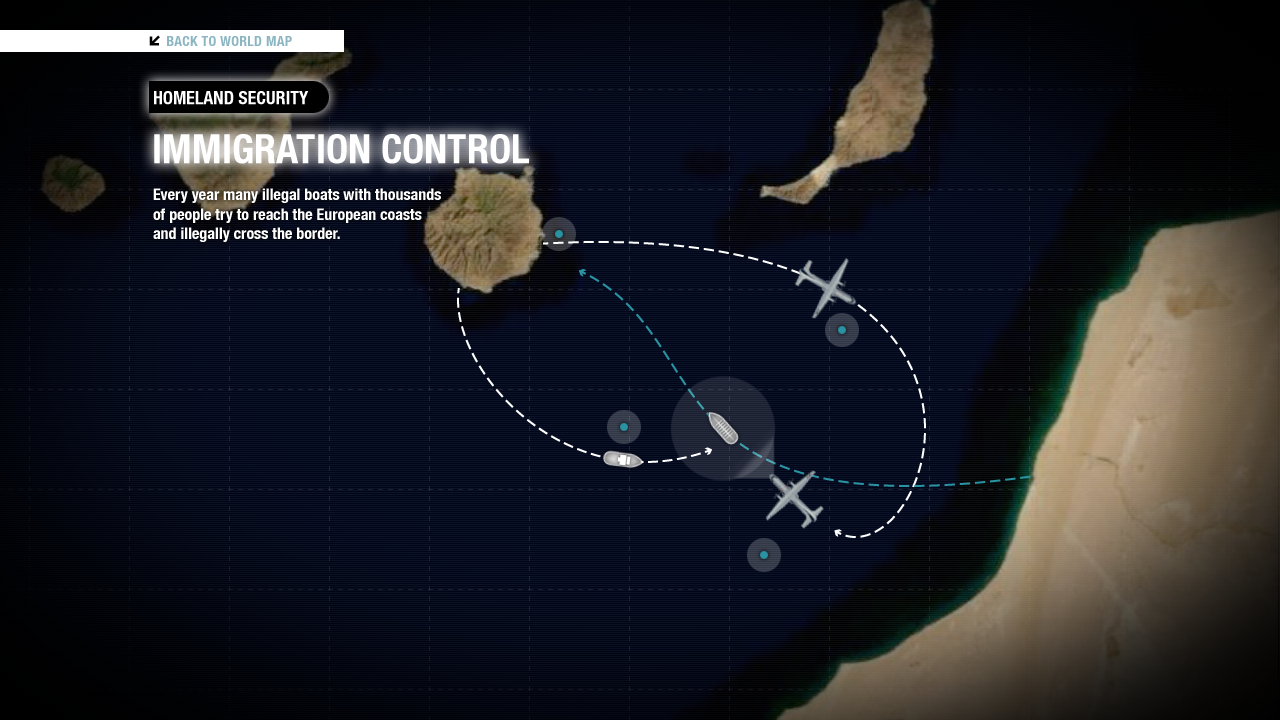 BACK TO WORLD MAP
HOMELAND SECURITY
IMMIGRATION CONTROL
Every year many illegal boats with thousands
of people try to reach the European coasts
and illegally cross the border.